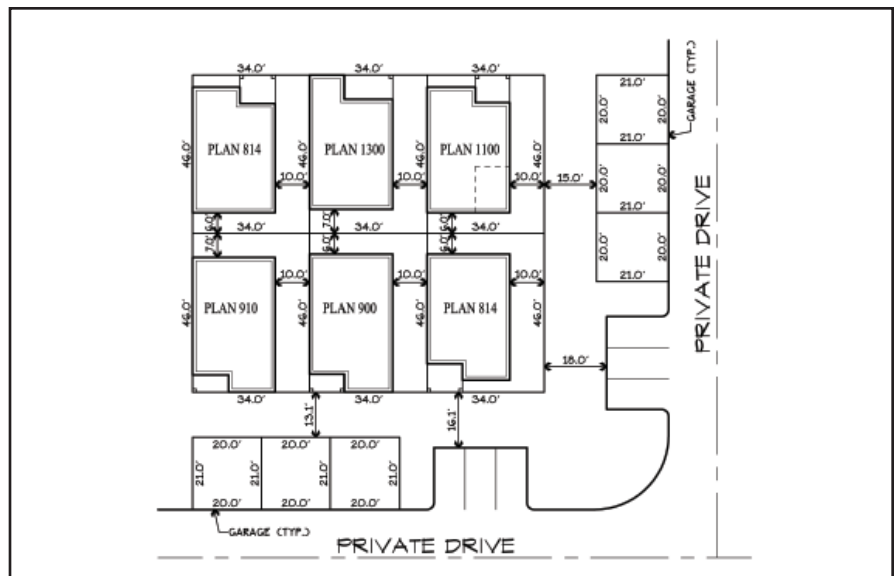 34.0' 34.0' 34.0'
21.0'
46.0' PLAN 814 46.0' PLAN 1300 46.0' PLAN 1100 46.0'
20.0' 20.0' GARAGE (TYP.)
21.0'
10.0' 10.0' 10.0' 15.0'
20.0' 20.0'
21.0'
6.0' 7.0' 6.0'
34.0' 34.0' 34.0'
7.0' 6.0' 6.0'
20.0' 20.0'
21.0'
PRIVATE DRIVE
10.0' 10.0' 10.0'
46.0' PLAN 910 46.0' PLAN 900 46.0' PLAN 814 46.0'
18.0'
34.0' 34.0' 34.0'
13.1' 16.1'
20.0' 20.0' 20.0'
21.0' 21.0' 21.0' 21.0'
20.0' 20.0' 20.0'
GARAGE (TYP.)
PRIVATE DRIVE